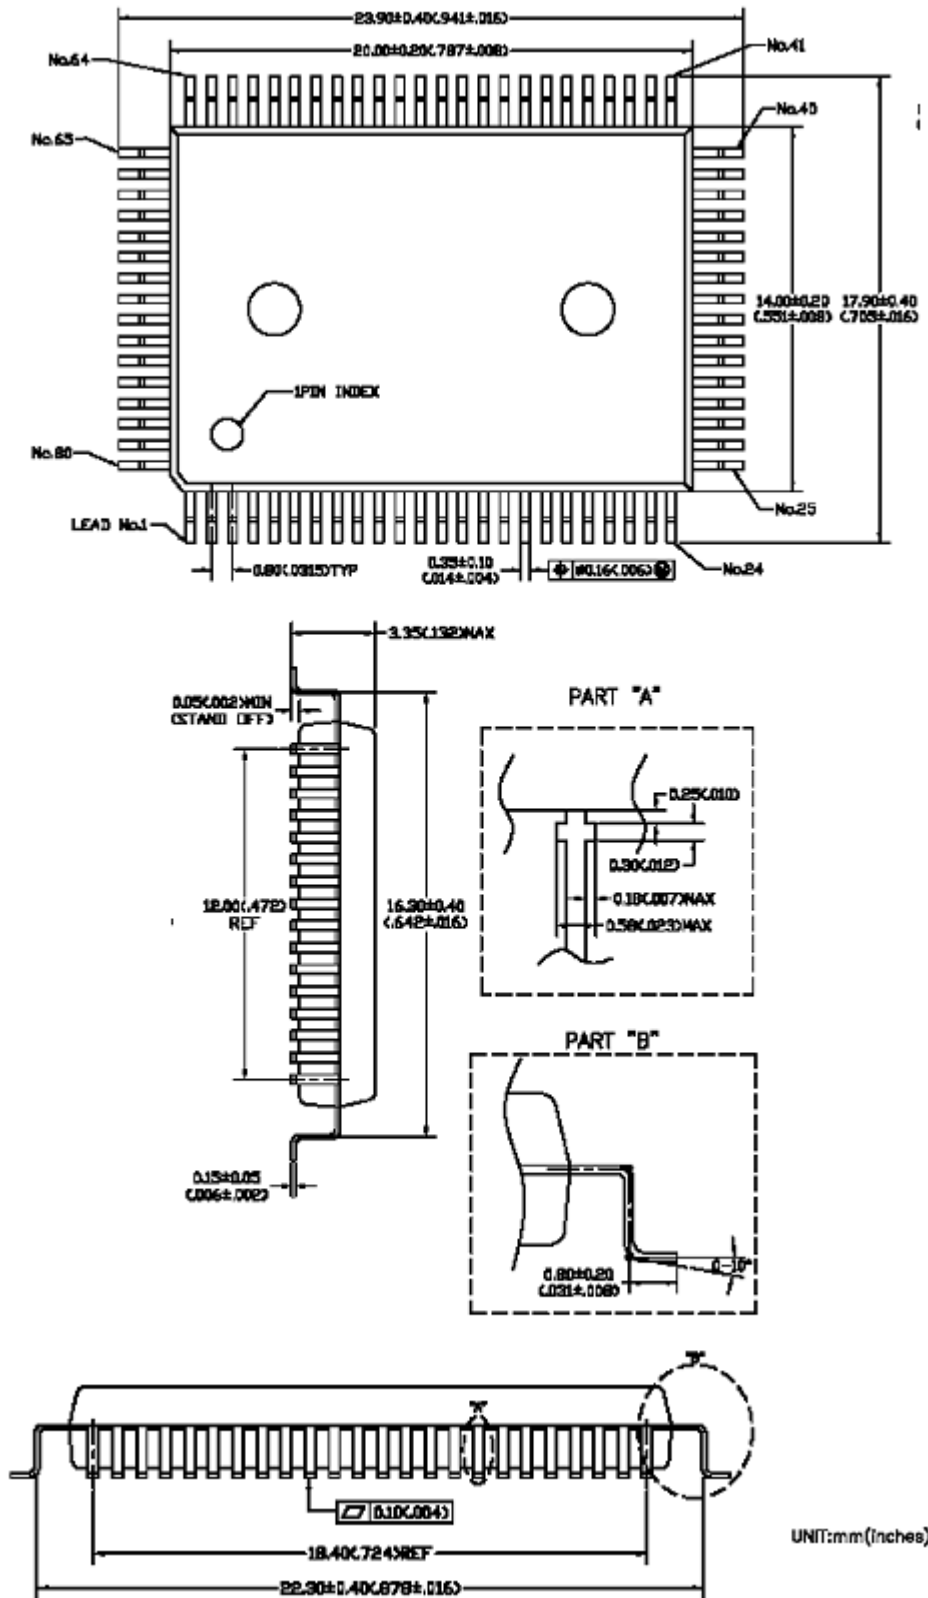 23.90±0.40(.941±.016)
20.00±0.20(.787±.008)
No.64
No.41
No.40
No.65
14.00±0.20
(.551±.008)
17.90±0.40
(.705±.016)
1PIN INDEX
No.80
No.25
LEAD No.1
0.80(.0315)TYP
0.35±0.10
(.014±.004)
ø0.16(.006) M
No.24
3.35(.132)MAX
0.05(.002)MIN
(STAND OFF)
12.00(.472)
REF
16.30±0.40
(.642±.016)
0.15±0.05
(.006±.002)
PART "A"
0.25(.010)
0.30(.012)
0.18(.007)MAX
0.58(.023)MAX
PART "B"
0.80±0.20
(.031±.008)
0-10°
"B"
"A"
0.10(.004)
18.40(.724)REF
22.30±0.40(.878±.016)
UNIT:mm(inches)